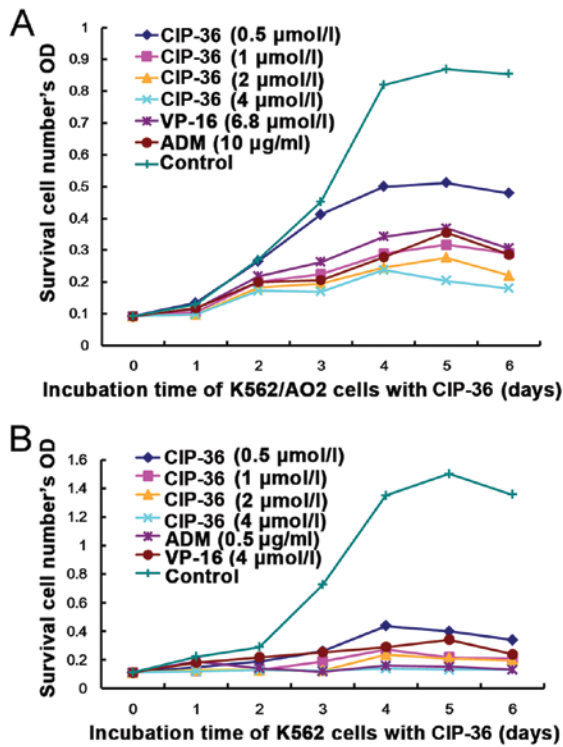 A
Survival cell number's OD
1
0.9
0.8
0.7
0.6
0.5
0.4
0.3
0.2
0.1
0
CIP-36 (0.5 μmol/l)
CIP-36 (1 μmol/l)
CIP-36 (2 μmol/l)
CIP-36 (4 μmol/l)
VP-16 (6.8 μmol/l)
ADM (10 μg/ml)
Control
0 1 2 3 4 5 6
Incubation time of K562/AO2 cells with CIP-36 (days)
B
Survival cell number's OD
1.6
1.4
1.2
1
0.8
0.6
0.4
0.2
0
CIP-36 (0.5 μmol/l)
CIP-36 (1 μmol/l)
CIP-36 (2 μmol/l)
CIP-36 (4 μmol/l)
ADM (0.5 μg/ml)
VP-16 (4 μmol/l)
Control
0 1 2 3 4 5 6
Incubation time of K562 cells with CIP-36 (days)